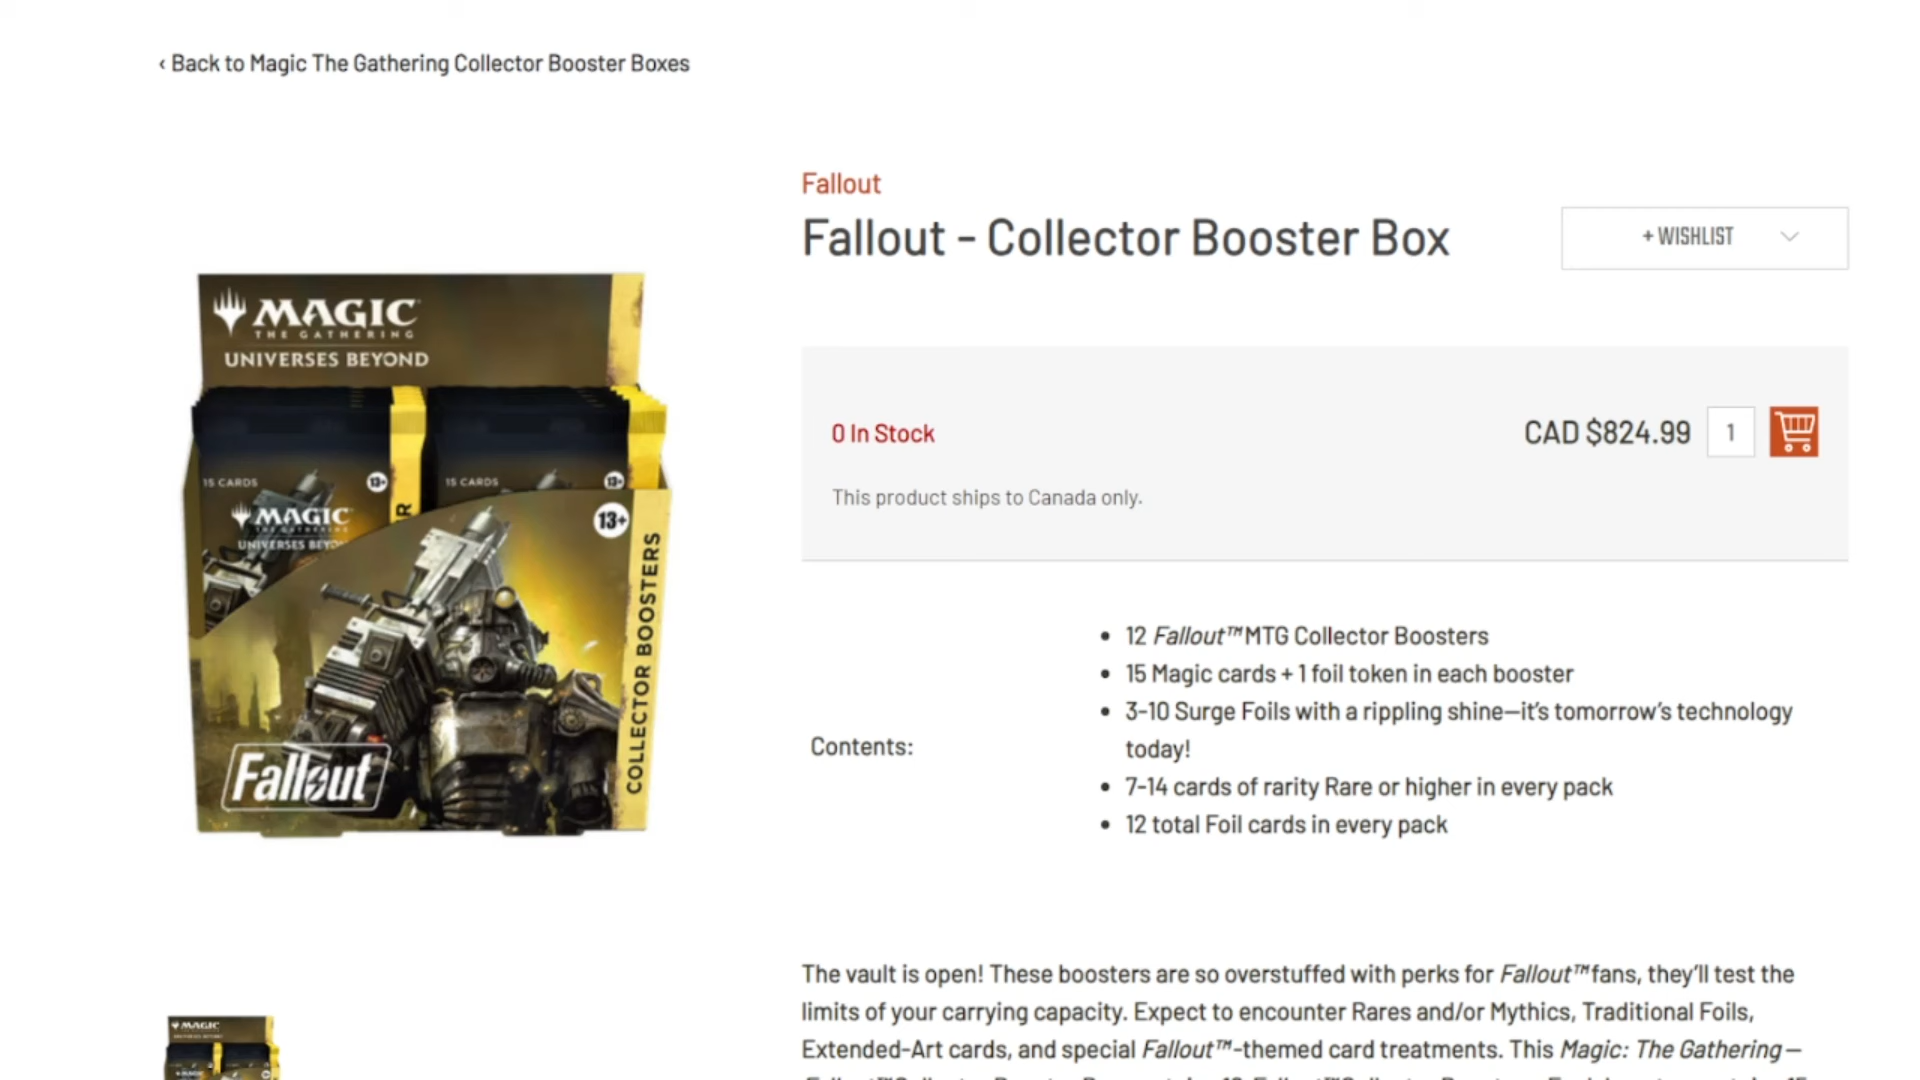 ‹ Back to Magic The Gathering Collector Booster Boxes
Fallout
Fallout - Collector Booster Box
+ WISHLIST
0 In Stock
CAD $824.99
1
This product ships to Canada only.
MAGIC
THE GATHERING
UNIVERSES BEYOND
15 CARDS
13+
15 CARDS
13+
MAGIC
13+
COLLECTOR BOOSTERS
Fallout
Contents:
• 12 Fallout™ MTG Collector Boosters
• 15 Magic cards + 1 foil token in each booster
• 3-10 Surge Foils with a rippling shine—it's tomorrow's technology
today!
• 7-14 cards of rarity Rare or higher in every pack
• 12 total Foil cards in every pack
The vault is open! These boosters are so overstuffed with perks for Fallout™ fans, they'll test the
limits of your carrying capacity. Expect to encounter Rares and/or Mythics, Traditional Foils,
Extended-Art cards, and special Fallout™-themed card treatments. This Magic: The Gathering—
MAGIC